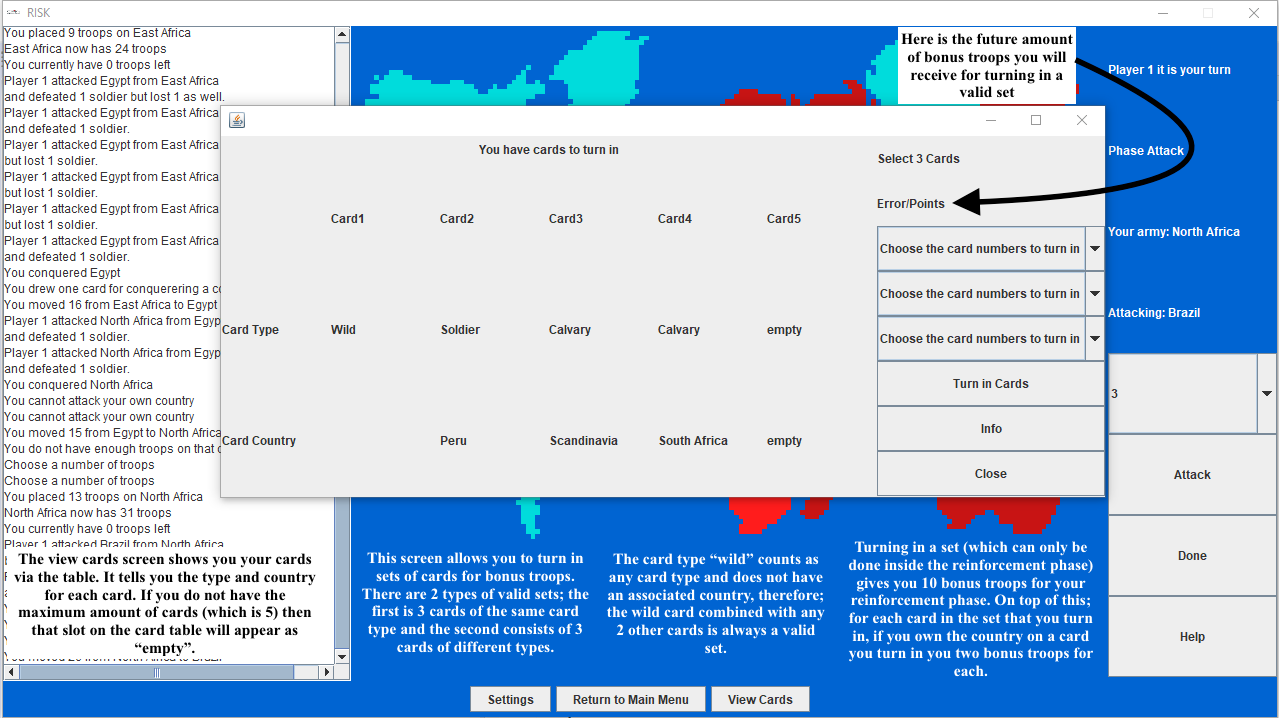 RISK
You placed 9 troops on East Africa
East Africa now has 24 troops
You currently have 0 troops left
Player 1 attacked Egypt from East Africa
and defeated 1 soldier but lost 1 as well.
Player 1 attacked Egypt from East Af
and defeated 1 soldier.
Player 1 attacked Egypt from East Af
but lost 1 soldier.
Player 1 attacked Egypt from East Af
but lost 1 soldier.
Player 1 attacked Egypt from East Af
but lost 1 soldier.
Player 1 attacked Egypt from East Af
and defeated 1 soldier.
You conquered Egypt
You drew one card for conquerering a co
You moved 16 from East Africa to Egypt
Player 1 attacked North Africa from Egyp
and defeated 1 soldier.
Player 1 attacked North Africa from Egyp
and defeated 1 soldier.
You conquered North Africa
You cannot attack your own country
You cannot attack your own country
You moved 15 from Egypt to North Africa
You do not have enough troops on that c
Choose a number of troops
Choose a number of troops
You placed 13 troops on North Africa
North Africa now has 31 troops
You currently have 0 troops left
Player 1 attacked Brazil from North Africa
The view cards screen shows you your cards
via the table. It tells you the type and country
for each card. If you do not have the
maximum amount of cards (which is 5) then
that slot on the card table will appear as
“empty”.
You moved 28 from North Africa to Brazil
Here is the future amount
of bonus troops you will
receive for turning in a
valid set
You have cards to turn in
Card1 Card2 Card3 Card4 Card5
Card Type Wild Soldier Calvary Calvary empty
Card Country Peru Scandinavia South Africa empty
Select 3 Cards
Error/Points
Choose the card numbers to turn in
Choose the card numbers to turn in
Choose the card numbers to turn in
Turn in Cards
Info
Close
Player 1 it is your turn
Phase Attack
Your army: North Africa
Attacking: Brazil
3
Attack
Done
Help
This screen allows you to turn in
sets of cards for bonus troops.
There are 2 types of valid sets; the
first is 3 cards of the same card
type and the second consists of 3
cards of different types.
The card type “wild” counts as
any card type and does not have
an associated country, therefore;
the wild card combined with any
2 other cards is always a valid
set.
Turning in a set (which can only be
done inside the reinforcement phase)
gives you 10 bonus troops for your
reinforcement phase. On top of this;
for each card in the set that you turn
in, if you own the country on a card
you turn in you two bonus troops for
each.
Settings
Return to Main Menu
View Cards